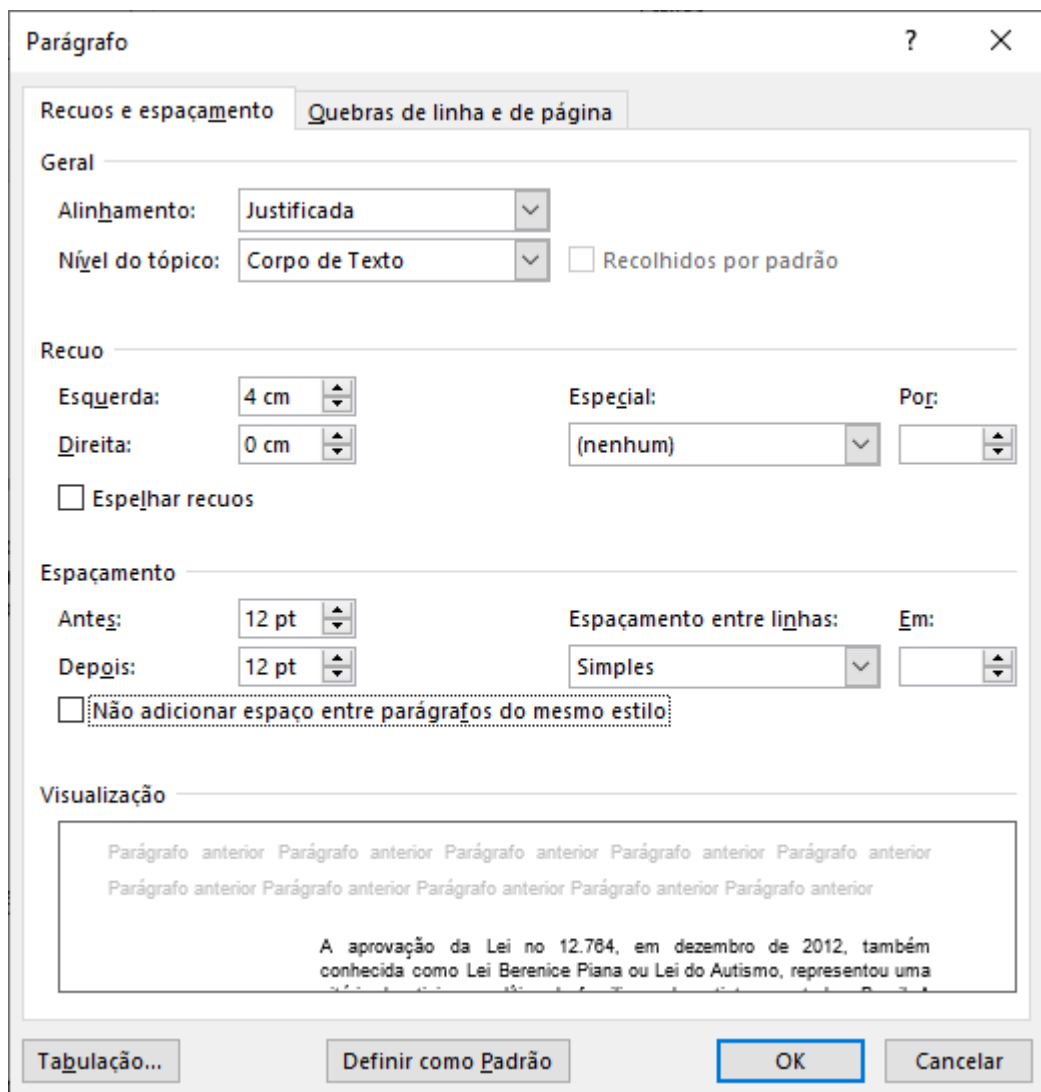 Parágrafo ? ×
Recuos e espaçamento Quebras de linha e de página
Geral
Alinhamento: Justificada
Nível do tópico: Corpo de Texto Recolhidos por padrão
Recuo
Esquerda: 4 cm Especial: Por:
Direita: 0 cm (nenhum)
Espelhar recuos
Espaçamento
Antes: 12 pt Espaçamento entre linhas: Em:
Depois: 12 pt Simples
Não adicionar espaço entre parágrafos do mesmo estilo
Visualização
Parágrafo anterior Parágrafo anterior Parágrafo anterior Parágrafo anterior Parágrafo anterior
Parágrafo anterior Parágrafo anterior Parágrafo anterior Parágrafo anterior Parágrafo anterior
A aprovação da Lei no 12.764, em dezembro de 2012, também
conhecida como Lei Berenice Piana ou Lei do Autismo, representou uma
Tabulação... Definir como Padrão OK Cancelar